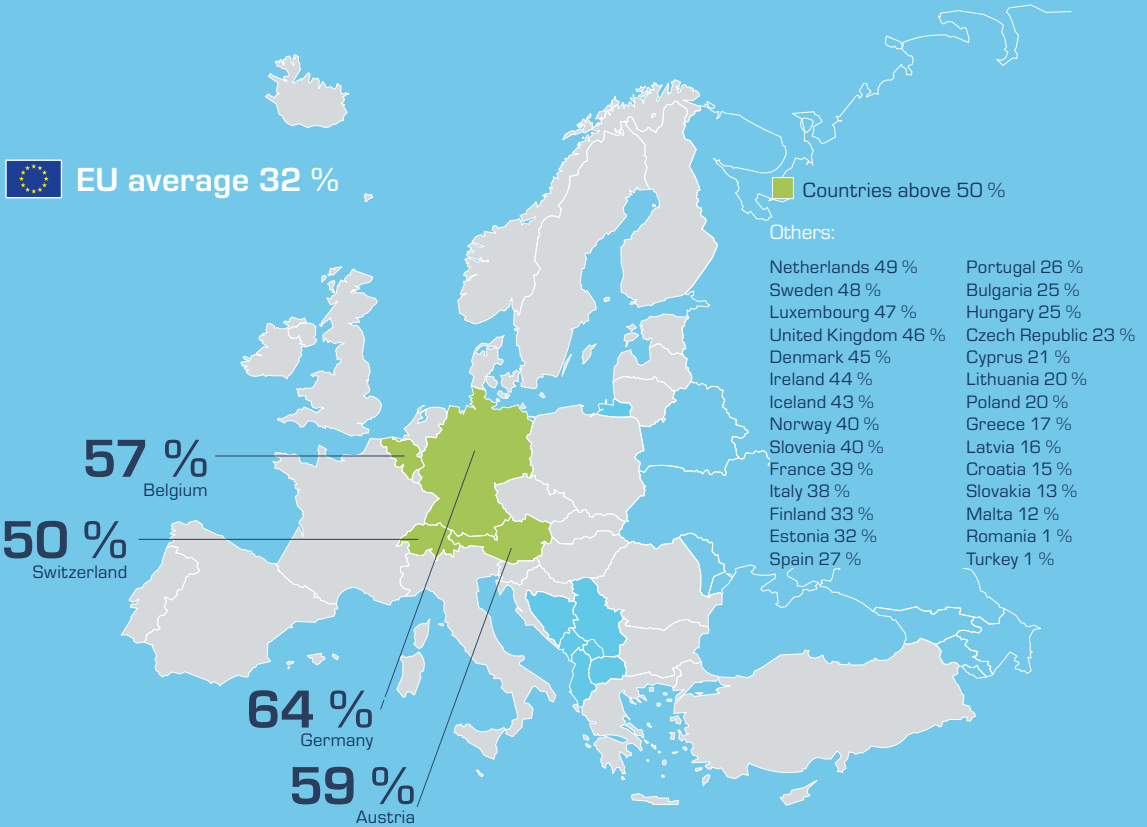 EU average 32 %
Countries above 50 %
Others:
Netherlands 49 %
Sweden 48 %
Luxembourg 47 %
United Kingdom 46 %
Denmark 45 %
Ireland 44 %
Iceland 43 %
Norway 40 %
Slovenia 40 %
France 39 %
Italy 38 %
Finland 33 %
Estonia 32 %
Spain 27 %
Portugal 26 %
Bulgaria 25 %
Hungary 25 %
Czech Republic 23 %
Cyprus 21 %
Lithuania 20 %
Poland 20 %
Greece 17 %
Latvia 16 %
Croatia 15 %
Slovakia 13 %
Malta 12 %
Romania 1 %
Turkey 1 %
57 %
Belgium
50 %
Switzerland
64 %
Germany
59 %
Austria